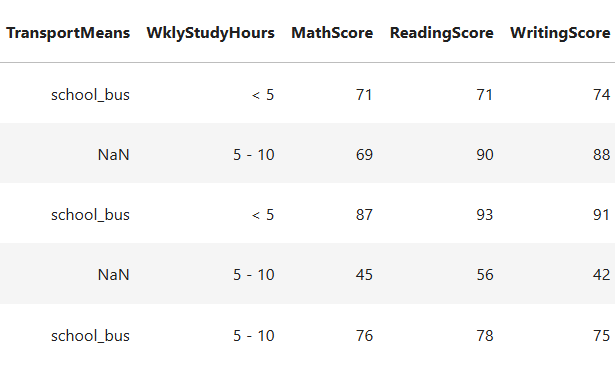 TransportMeans WklyStudyHours MathScore ReadingScore WritingScore
school_bus < 5 71 71 74
NaN 5 - 10 69 90 88
school_bus < 5 87 93 91
NaN 5 - 10 45 56 42
school_bus 5 - 10 76 78 75